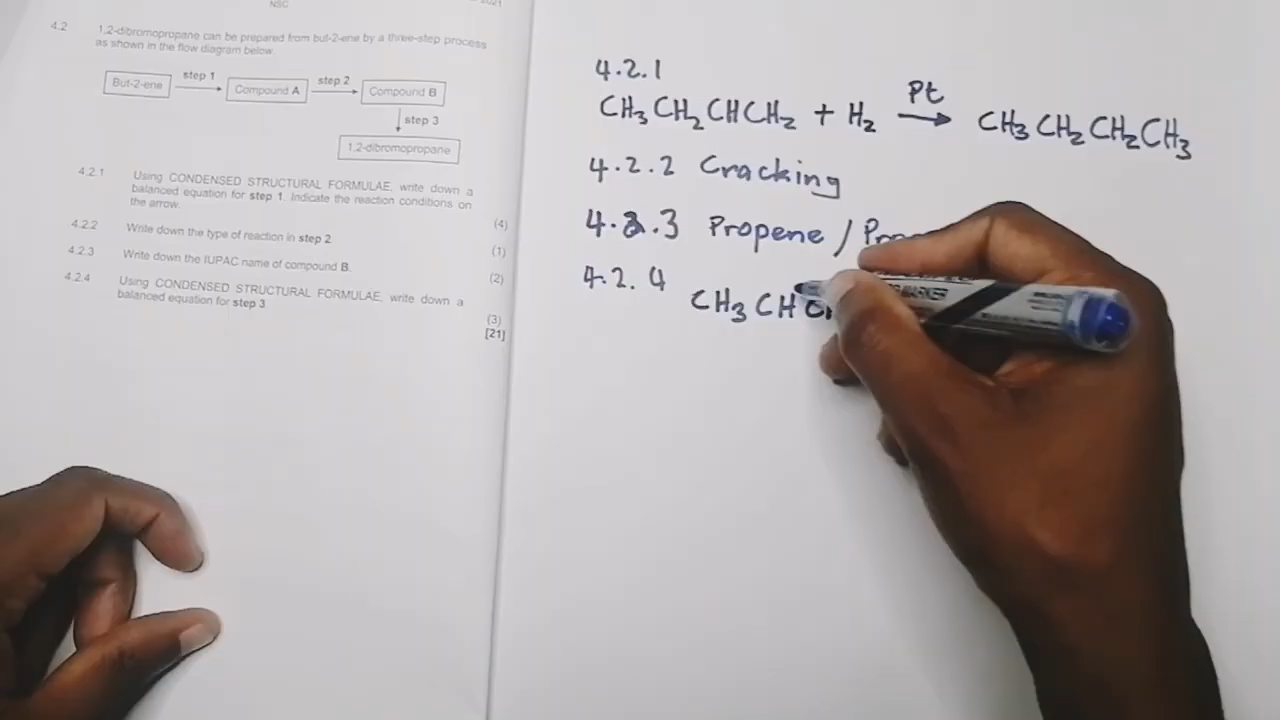 NSC
2021
4.2 1,2-dibromopropane can be prepared from but-2-ene by a three-step process
as shown in the flow diagram below.
But-2-ene step 1 Compound A step 2 Compound B
step 3
1,2-dibromopropane
4.2.1 Using CONDENSED STRUCTURAL FORMULAE, write down a
balanced equation for step 1. Indicate the reaction conditions on
the arrow. (4)
4.2.2 Write down the type of reaction in step 2. (1)
4.2.3 Write down the IUPAC name of compound B. (2)
4.2.4 Using CONDENSED STRUCTURAL FORMULAE, write down a
balanced equation for step 3 (3)
[21]
4.2.1
CH3CH2CHCH2 + H2 Pt → CH3CH2CH2CH3
4.2.2 Cracking
4.2.3 Propene /
4.2.4 CH3CH
MARKER